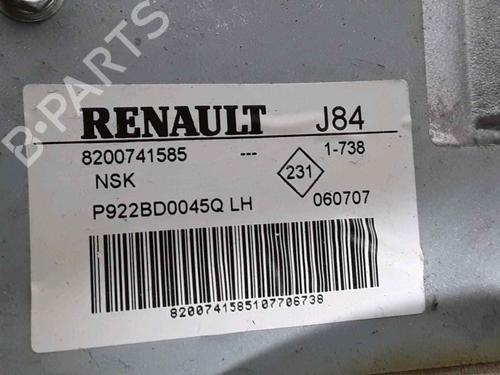 B-PARTS
RENAULT J84
8200741585 --- 1-738
NSK 231
P922BD0045Q LH 060707
8200741585107706738